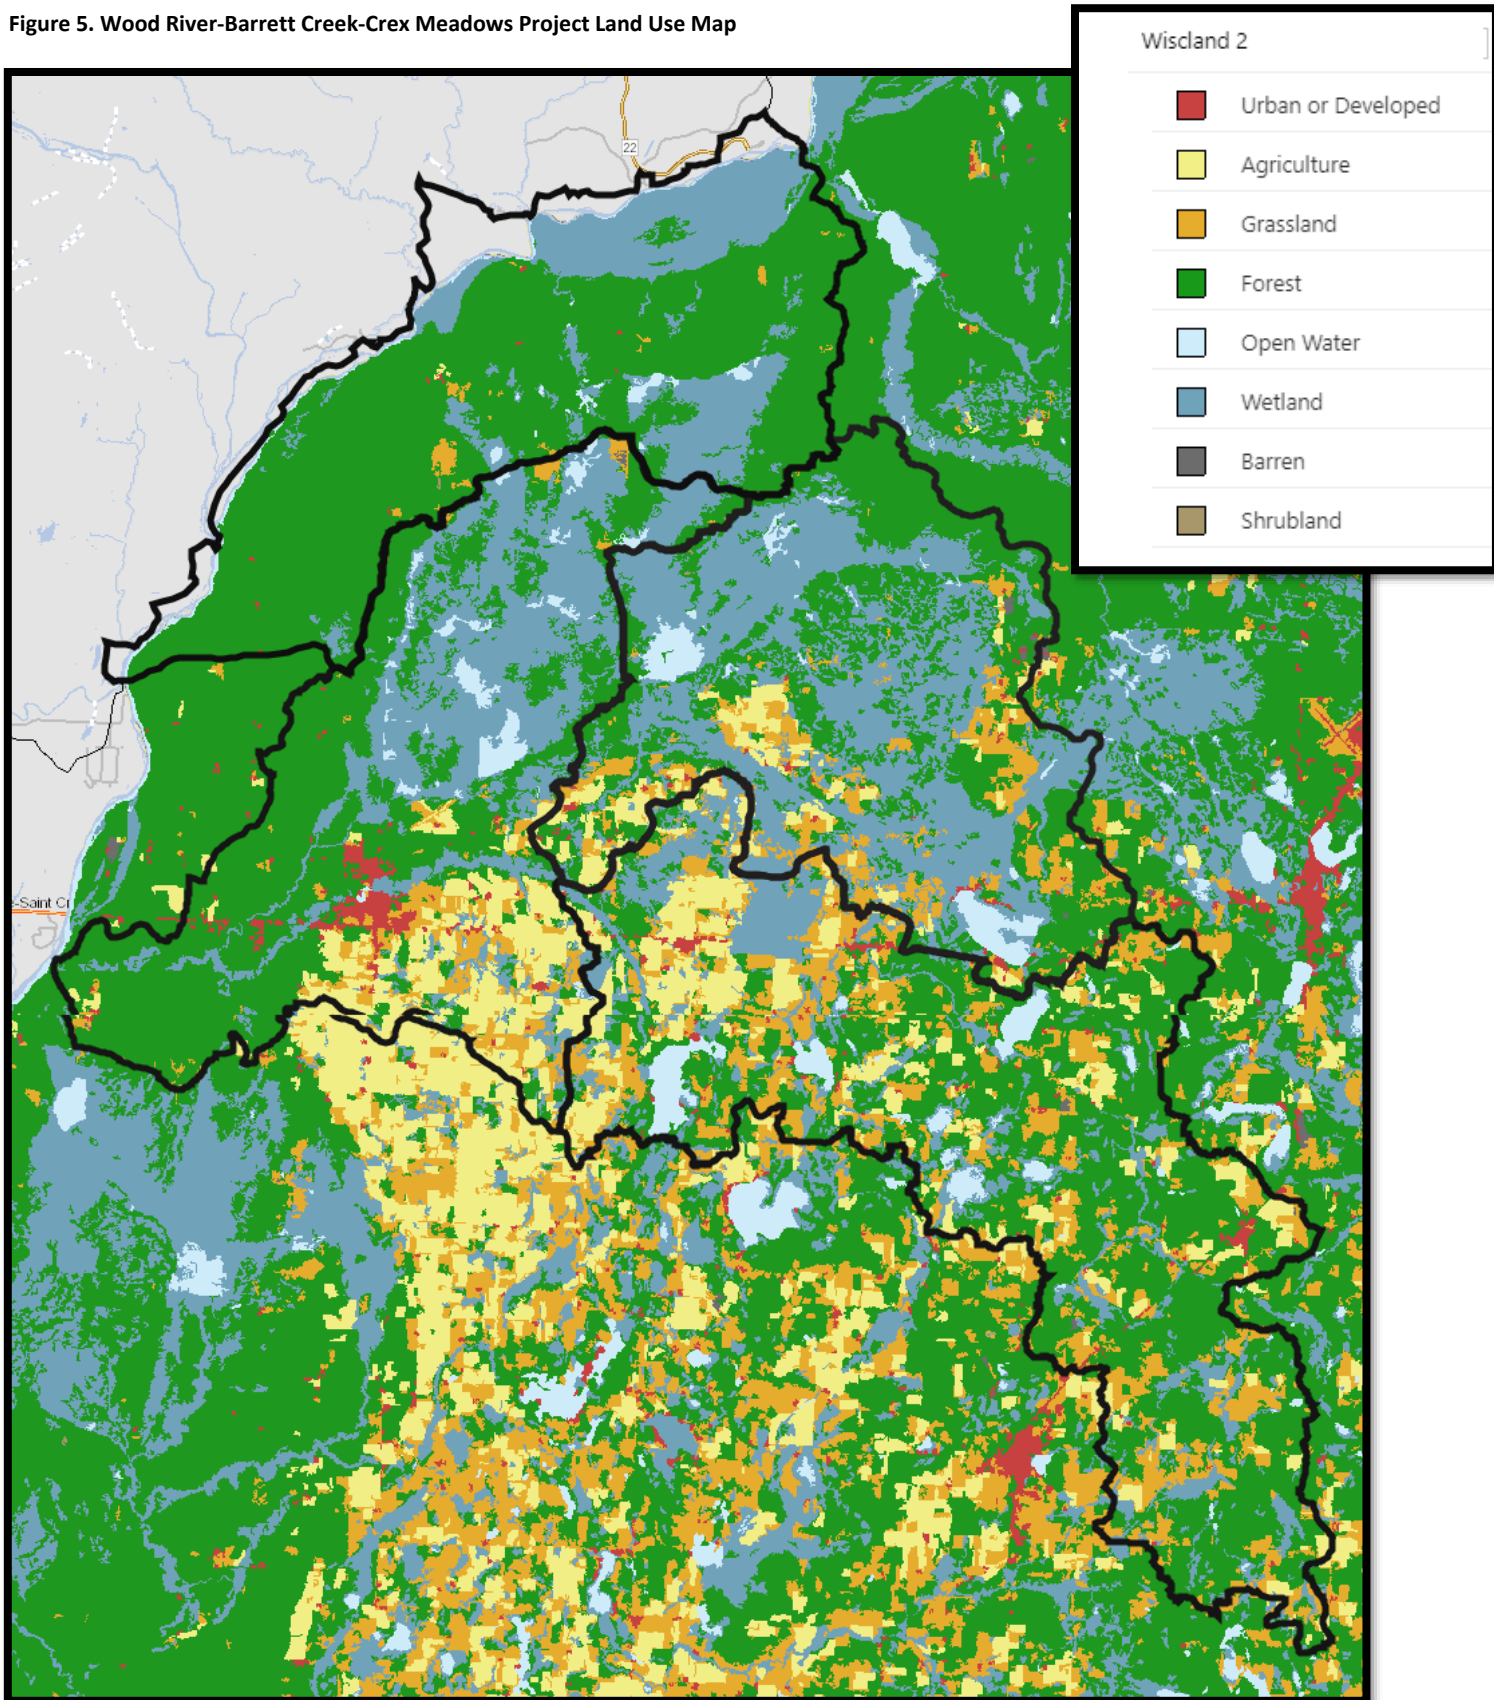 Figure 5. Wood River-Barrett Creek-Crex Meadows Project Land Use Map
Wiscland 2
Urban or Developed
Agriculture
Grassland
Forest
Open Water
Wetland
Barren
Shrubland
22
e-Saint Cr